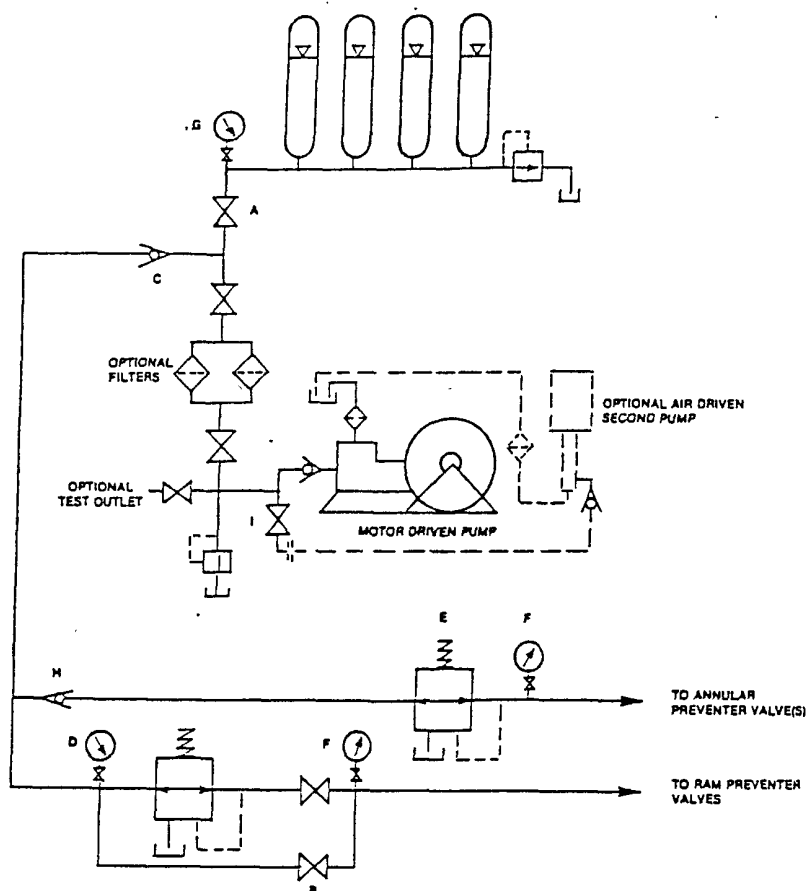 G
A
C
OPTIONAL
FILTERS
OPTIONAL AIR DRIVEN
SECOND PUMP
OPTIONAL
TEST OUTLET
I
MOTOR DRIVEN PUMP
E
F
H
TO ANNULAR
PREVENTER VALVE(S)
D
F
TO RAM PREVENTER
VALVES